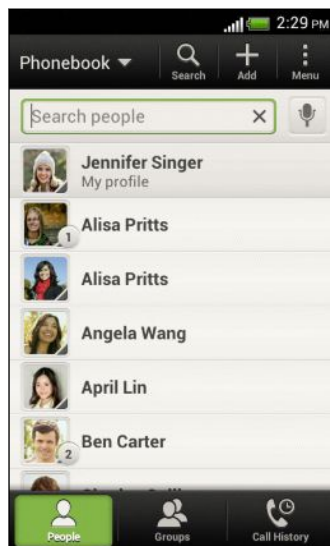 2:29 PM
Phonebook
Search
Add
Menu
Search people
Jennifer Singer
My profile
1
Alisa Pritts
Alisa Pritts
Angela Wang
April Lin
2
Ben Carter
People
Groups
Call History